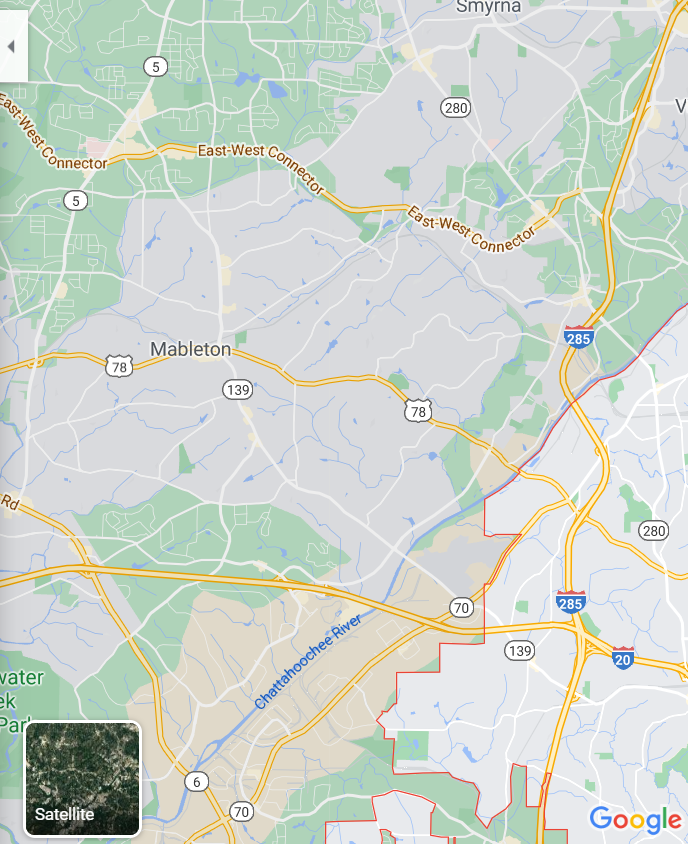 Smyrna
5
280
V
East-West Connector
East-West Connector
5
East-West Connector
285
Mableton
78
139
78
Rd
280
285
70
139
20
Chattahoochee River
water
ek
Park
6
70
Satellite
Google